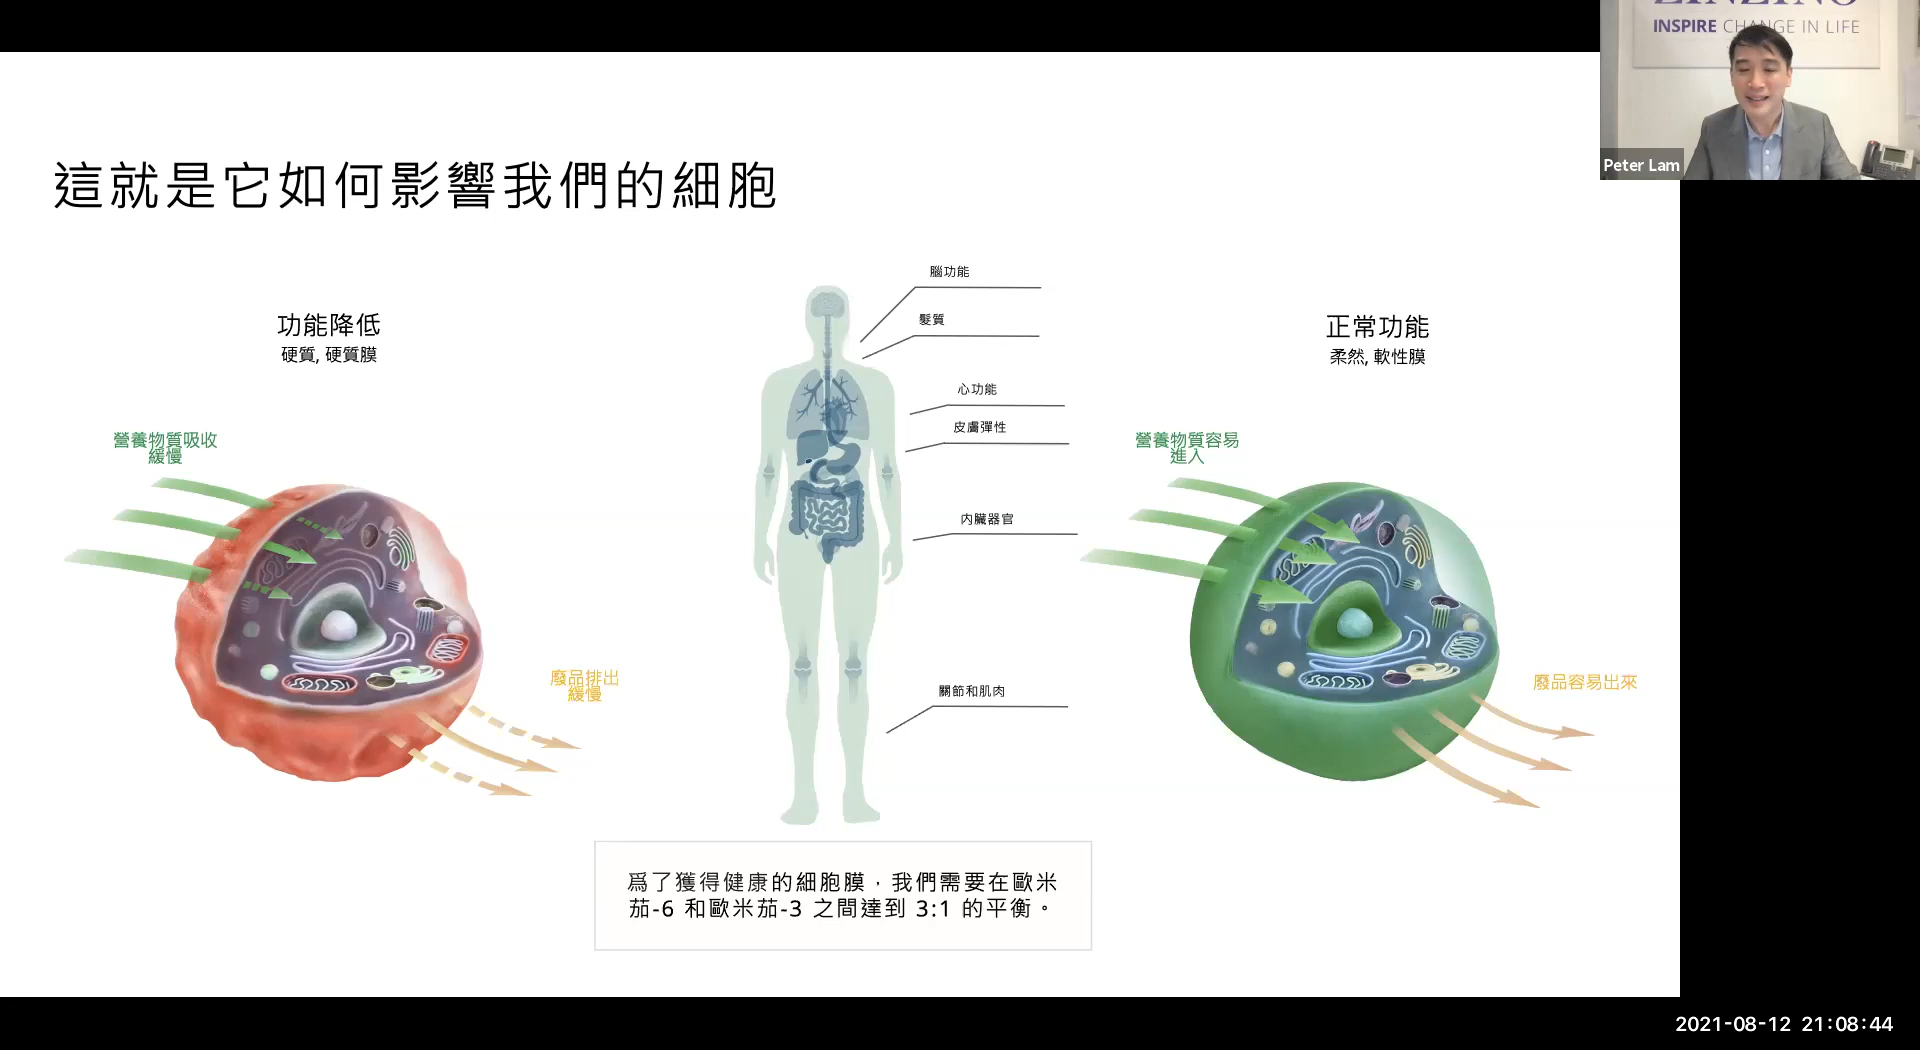 INSPIRE CHANGE IN LIFE
Peter Lam
這就是它如何影響我們的細胞
功能降低
硬質, 硬質膜
營養物質吸收
緩慢
廢品排出
緩慢
腦功能
髮質
心功能
皮膚彈性
內臟器官
關節和肌肉
正常功能
柔然, 軟性膜
營養物質容易
進入
廢品容易出來
爲了獲得健康的細胞膜，我們需要在歐米
茄-6 和歐米茄-3 之間達到 3:1 的平衡。
2021-08-12 21:08:44